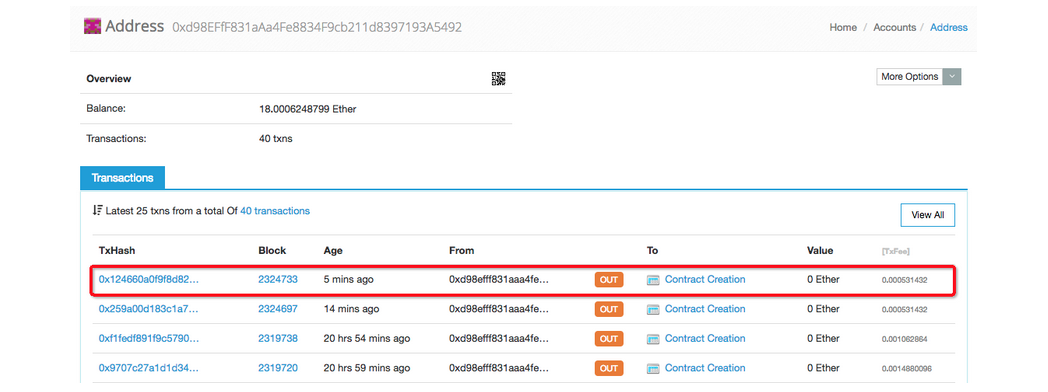 Address 0xd98EFfF831aAa4Fe8834F9cb211d8397193A5492 Home / Accounts / Address
Overview More Options
Balance: 18.0006248799 Ether
Transactions: 40 txns
Transactions
Latest 25 txns from a total Of 40 transactions View All
TxHash Block Age From To Value [TxFee]
0x124660a0f9f8d82... 2324733 5 mins ago 0xd98efff831aaa4fe... OUT Contract Creation 0 Ether 0.000531432
0x259a00d183c1a7... 2324697 14 mins ago 0xd98efff831aaa4fe... OUT Contract Creation 0 Ether 0.000531432
0xf1fedf891f9c5790... 2319738 20 hrs 54 mins ago 0xd98efff831aaa4fe... OUT Contract Creation 0 Ether 0.001062864
0x9707c27a1d1d34... 2319720 20 hrs 59 mins ago 0xd98efff831aaa4fe... OUT Contract Creation 0 Ether 0.0014880096